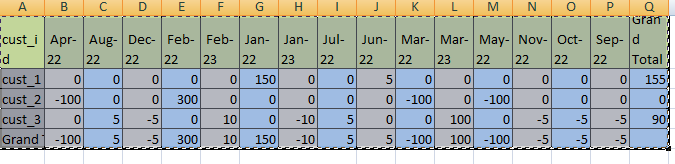 A B C D E F G H I J K L M N O P Q
Gran
cust_i Apr- Aug- Dec- Feb- Feb- Jan- Jan- Jul- Jun- Mar- Mar- May- Nov- Oct- Sep- d
d 22 22 22 22 23 22 23 22 22 22 23 22 22 22 22 Total
cust_1 0 0 0 0 0 150 0 0 5 0 0 0 0 0 0 155
cust_2 -100 0 0 300 0 0 0 0 0 -100 0 -100 0 0 0 0
cust_3 0 5 -5 0 10 0 -10 5 0 0 100 0 -5 -5 -5 90
Grand -100 5 -5 300 10 150 -10 5 5 -100 100 -100 -5 -5 -5